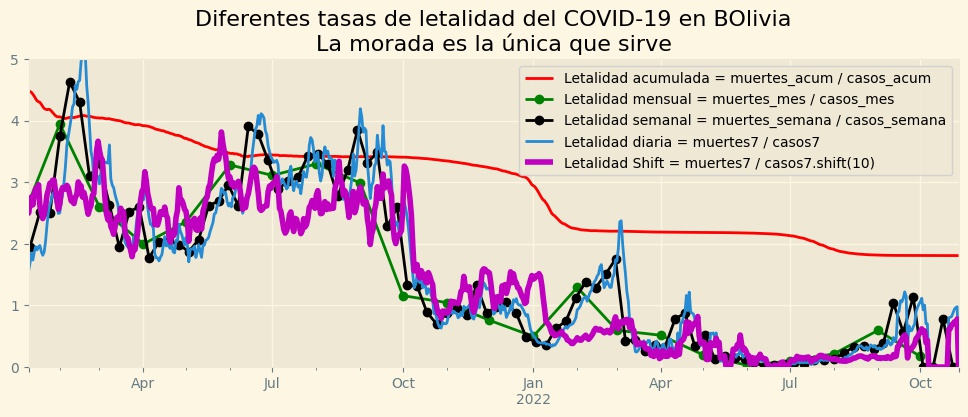 Diferentes tasas de letalidad del COVID-19 en BOlivia
La morada es la única que sirve
5
4
3
2
1
0
Letalidad acumulada = muertes_acum / casos_acum
Letalidad mensual = muertes_mes / casos_mes
Letalidad semanal = muertes_semana / casos_semana
Letalidad diaria = muertes7 / casos7
Letalidad Shift = muertes7 / casos7.shift(10)
Apr Jul Oct Jan Apr Jul Oct
2022